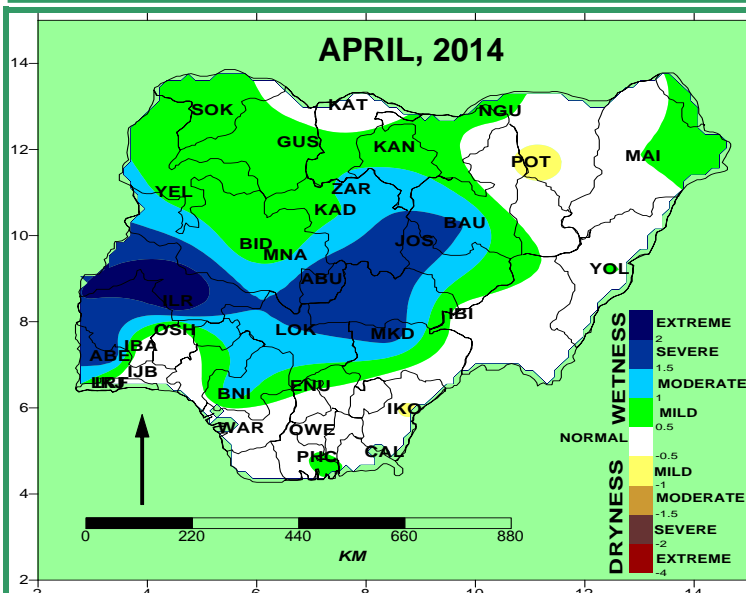 APRIL, 2014
14
12
10
8
6
4
2
SOK
KAT
NGU
GUS
KAN
POT
MAI
YEL
ZAR
KAD
BAU
BID
MNA
JOS
ABU
YOL
ILR
IBI
OSH
LOK
MKD
IBA
ABE
IJB
BNI
ENU
IKO
WAR
OWE
PHC
CAL
0
220
440
660
880
KM
WETNESS
DRYNESS
EXTREME
2
SEVERE
1.5
MODERATE
1
MILD
0.5
NORMAL
-0.5
MILD
-1
MODERATE
-1.5
SEVERE
-2
EXTREME
-4
4
6
8
10